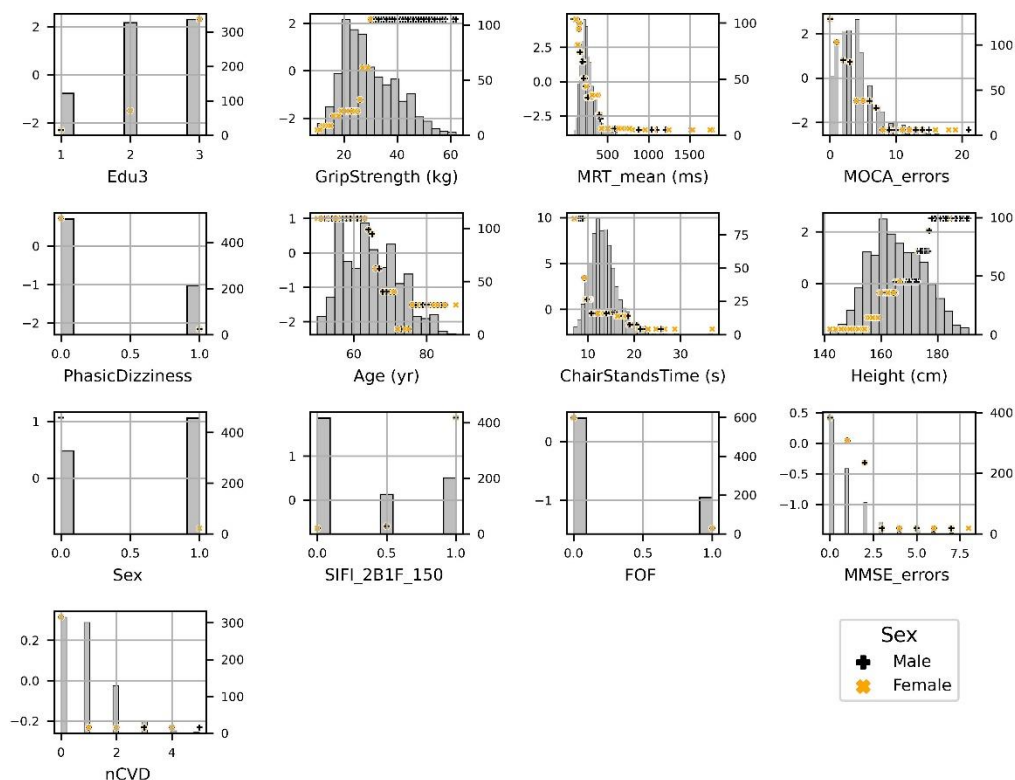 2 0 −2 300 200 100 0 1 2 3
Edu3
2 0 −2 100 50 0 20 40 60
GripStrength (kg)
4.5 2.0 0.0 −2.5 100 50 0 500 1000 1500
MRT_mean (ms)
2 0 −2 100 50 0 0 10 20
MOCA_errors
0 −1 −2 400 200 0 0.0 0.5 1.0
PhasicDizziness
1 0 −1 −2 100 50 0 60 80
Age (yr)
10 5 0 75 50 25 0 10 20 30
ChairStandsTime (s)
2 0 −2 100 50 0 140 160 180
Height (cm)
1 0 400 200 0 0.0 0.5 1.0
Sex
1 0 400 200 0 0.0 0.5 1.0
SIFI_2B1F_150
0 −1 600 400 200 0 0.0 0.5 1.0
FOF
0.5 0.0 −0.5 −1.0 400 200 0 0.0 2.5 5.0 7.5
MMSE_errors
0.2 0.0 −0.2 300 200 100 0 0 2 4
nCVD
Sex
Male
Female